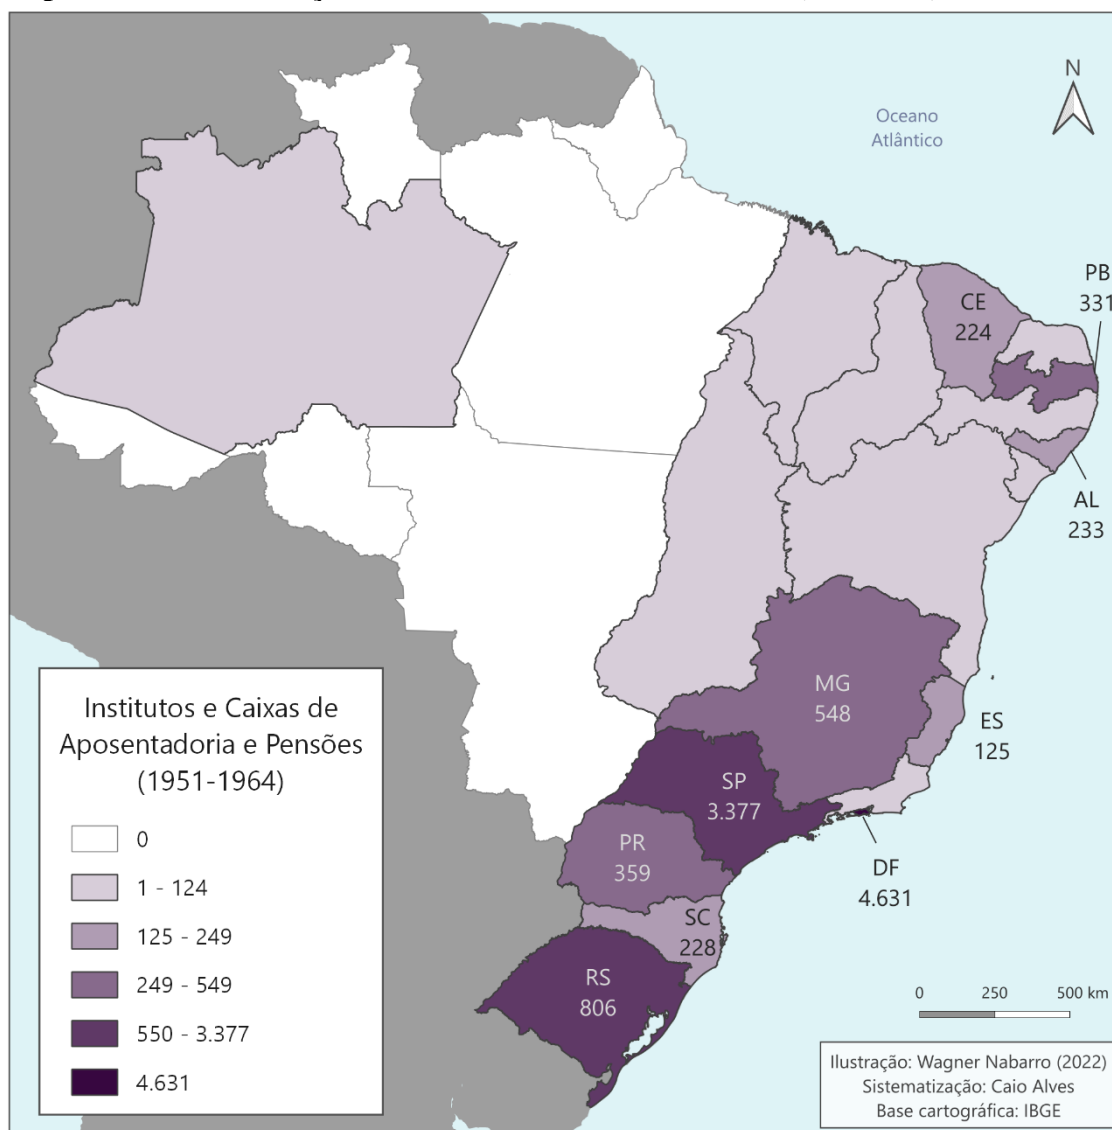 N
Oceano
Atlântico
PB
331
CE
224
AL
233
MG
548
ES
125
SP
3.377
PR
359
DF
4.631
SC
228
RS
806
Institutos e Caixas de
Aposentadoria e Pensões
(1951-1964)
0
1 - 124
125 - 249
249 - 549
550 - 3.377
4.631
0 250 500 km
Ilustração: Wagner Nabarro (2022)
Sistematização: Caio Alves
Base cartográfica: IBGE